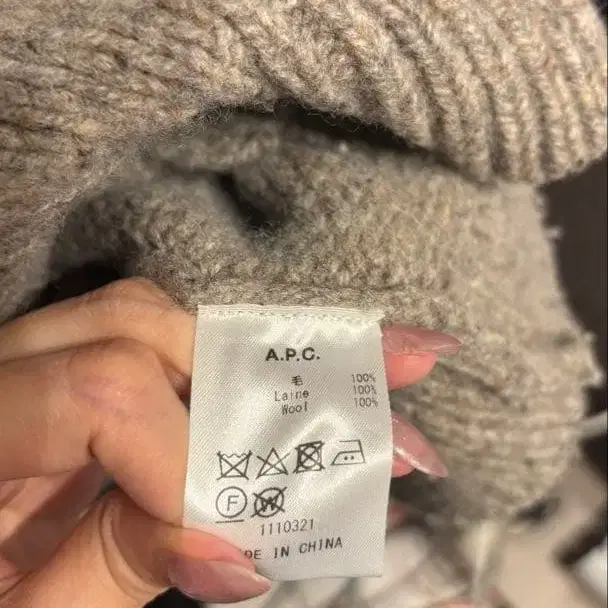 A.P.C.
毛 100%
Laine 100%
Wool 100%
F W
1110321
DE IN CHINA